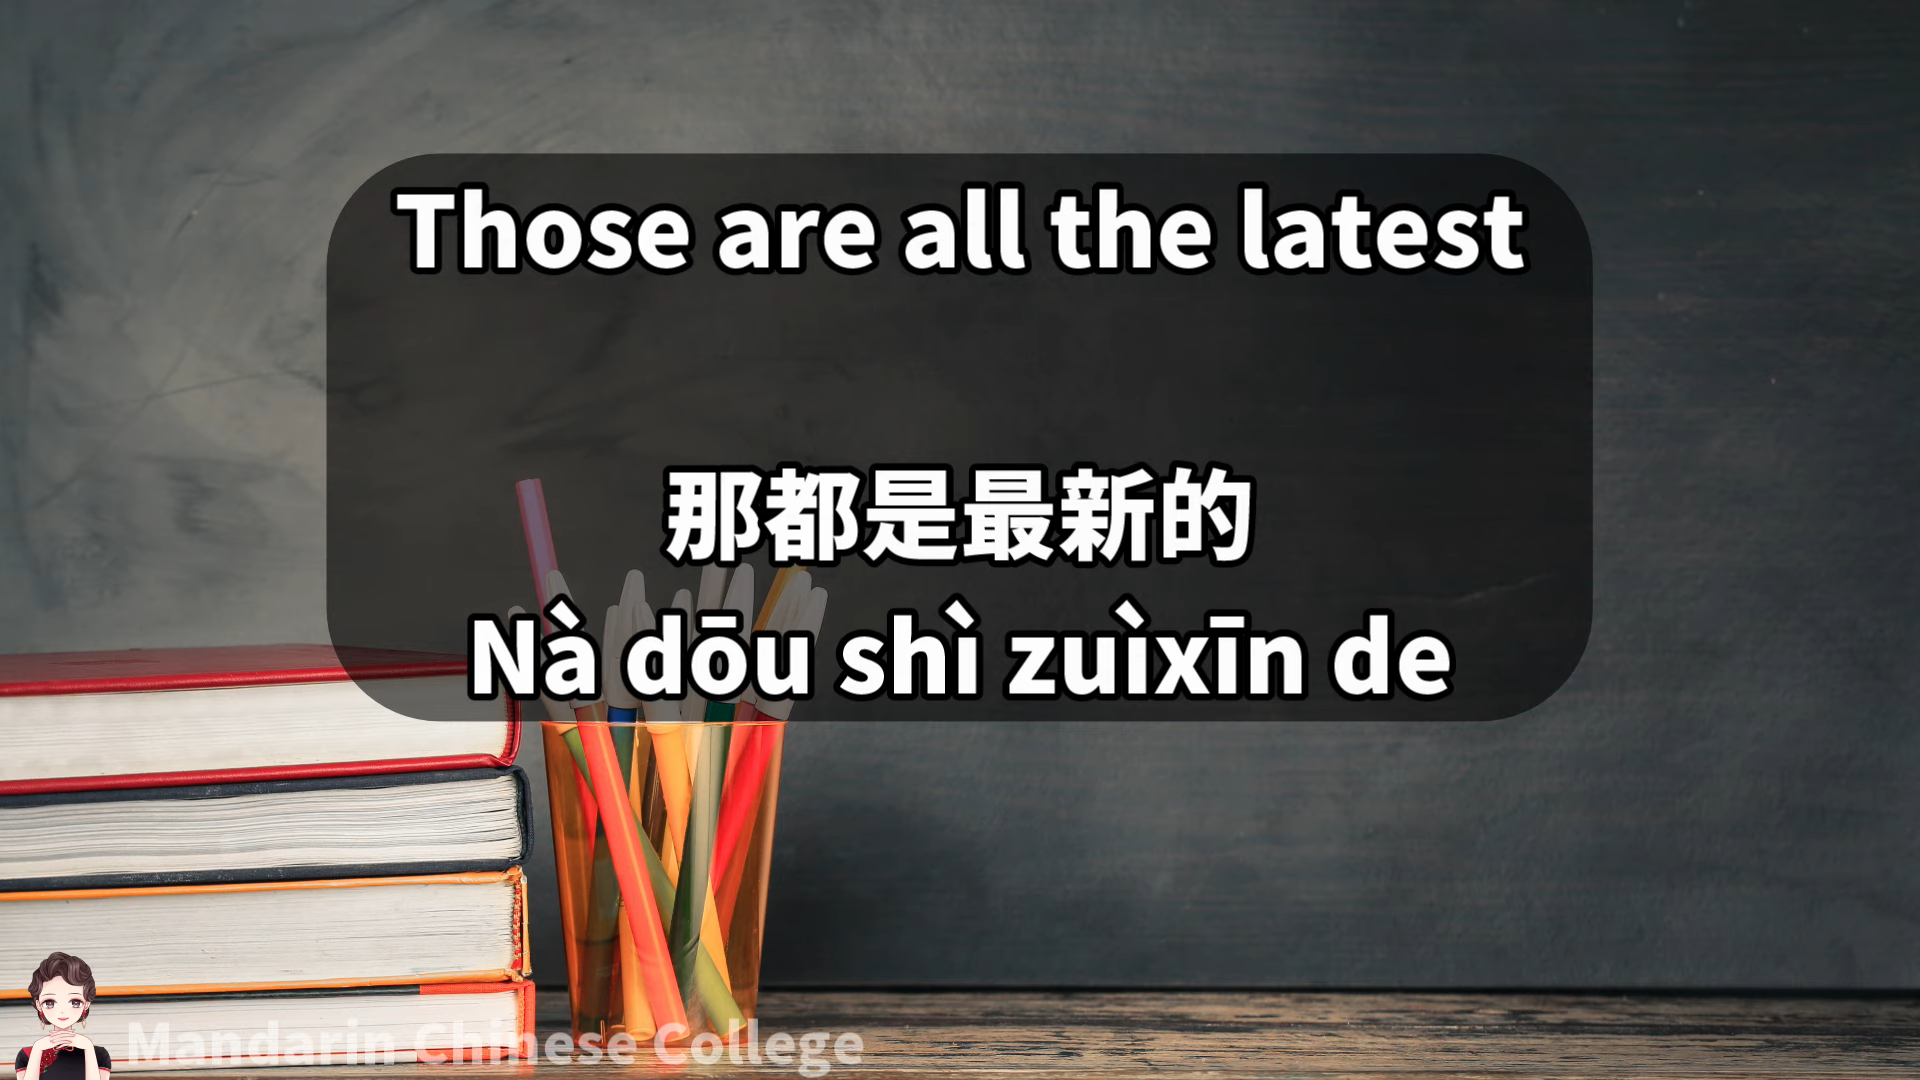 Those are all the latest
那都是最新的
Nà dōu shì zuìxīn de
Mandarin Chinese College